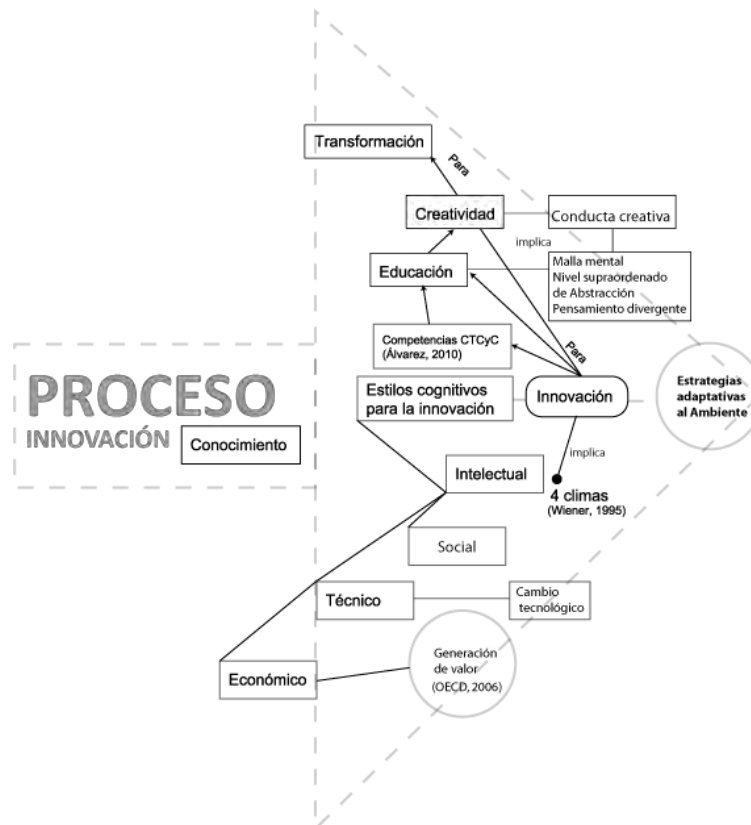 Transformación
Para
Creatividad
Conducta creativa
implica
Educación
Malla mental
Nivel supraordenado
de Abstracción
Pensamiento divergente
Competencias CTCyC
(Álvarez, 2010)
Para
PROCESO
INNOVACIÓN
Conocimiento
Estilos cognitivos
para la innovación
Innovación
Estrategias
adaptativas
al Ambiente
implica
Intelectual
4 climas
(Wiener, 1995)
Social
Técnico
Cambio
tecnológico
Económico
Generación
de valor
(OECD, 2006)